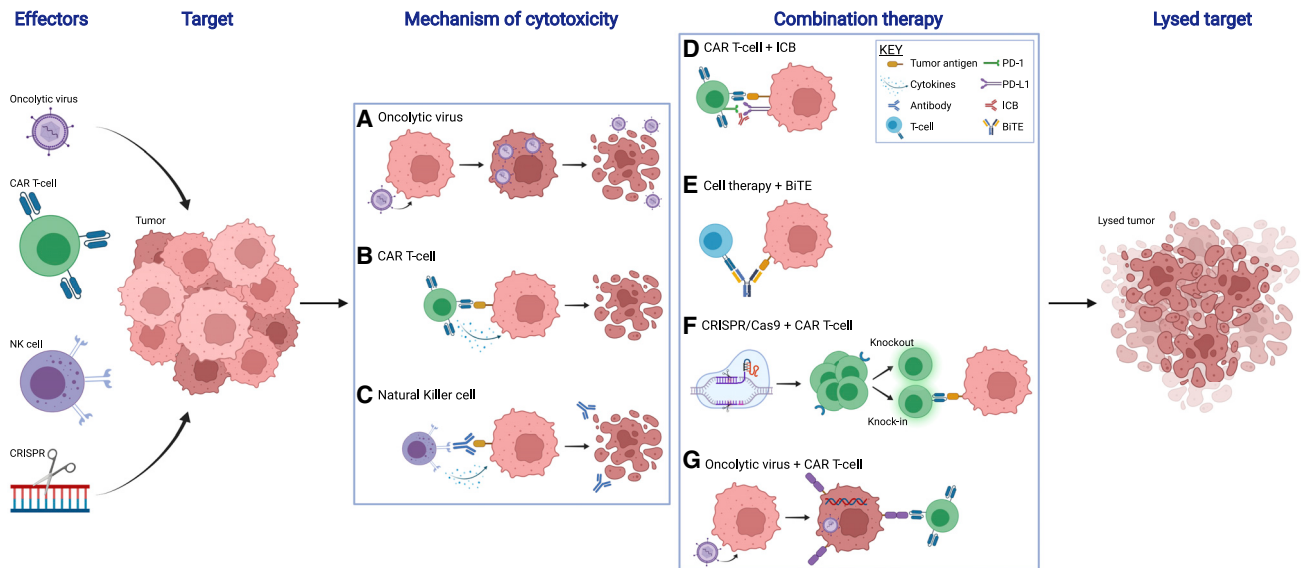 Effectors
Target
Mechanism of cytotoxicity
Combination therapy
Lysed target
Oncolytic virus
CAR T-cell
NK cell
CRISPR
Tumor
A Oncolytic virus
B CAR T-cell
C Natural Killer cell
D CAR T-cell + ICB
KEY
Tumor antigen
PD-1
Cytokines
PD-L1
Antibody
ICB
T-cell
BiTE
E Cell therapy + BiTE
F CRISPR/Cas9 + CAR T-cell
Knockout
Knock-in
G Oncolytic virus + CAR T-cell
Lysed tumor